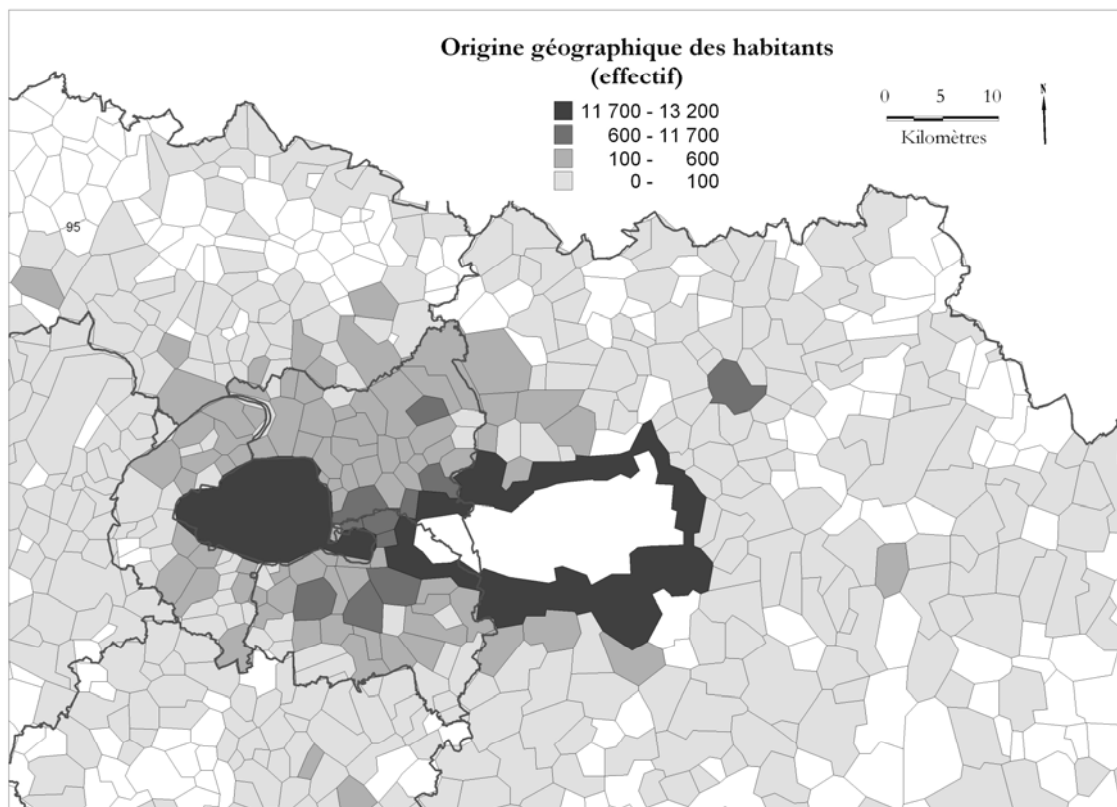 Origine géographique des habitants
(effectif)
11 700 - 13 200
600 - 11 700
100 - 600
0 - 100
0 5 10
Kilomètres
N
95